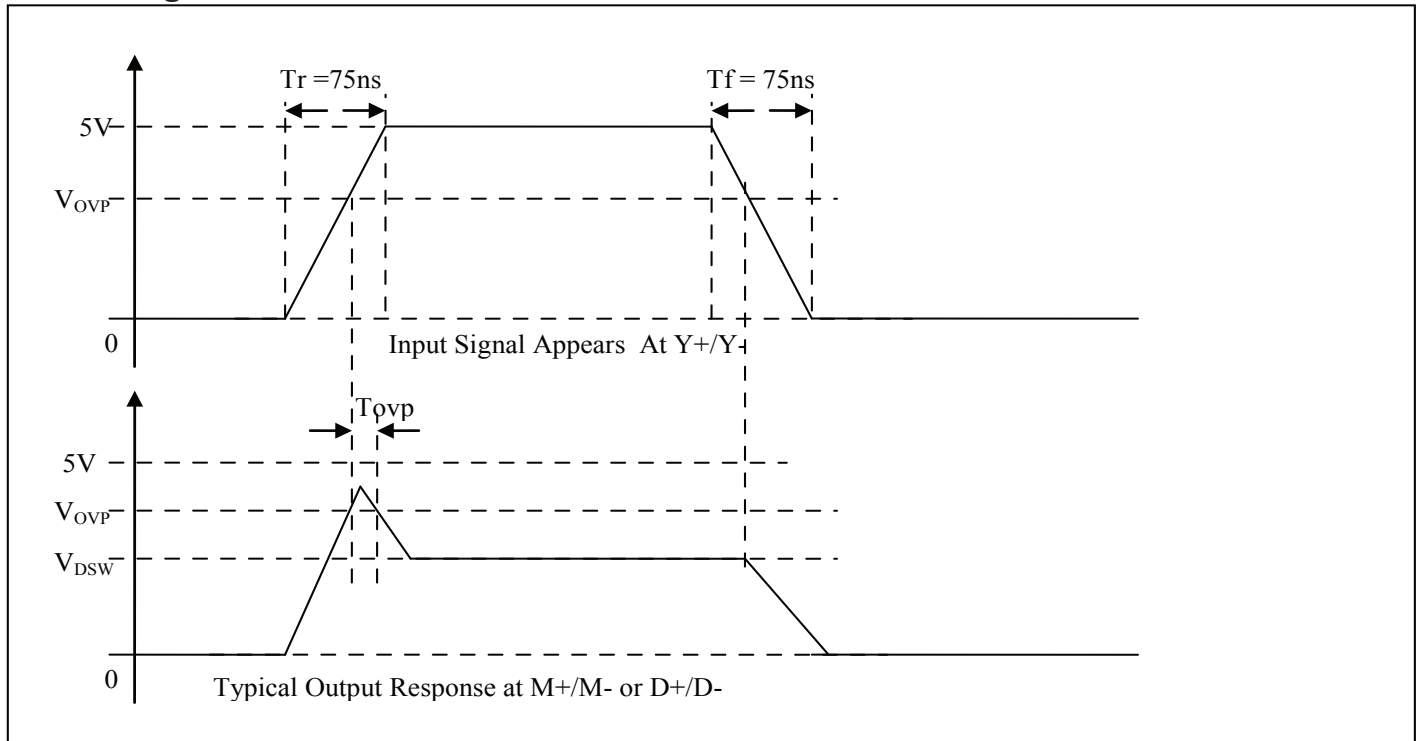 Tr =75ns
Tf = 75ns
5V
VOVP
0
Input Signal Appears At Y+/Y-
Tovp
5V
VOVP
VDSW
0
Typical Output Response at M+/M- or D+/D-